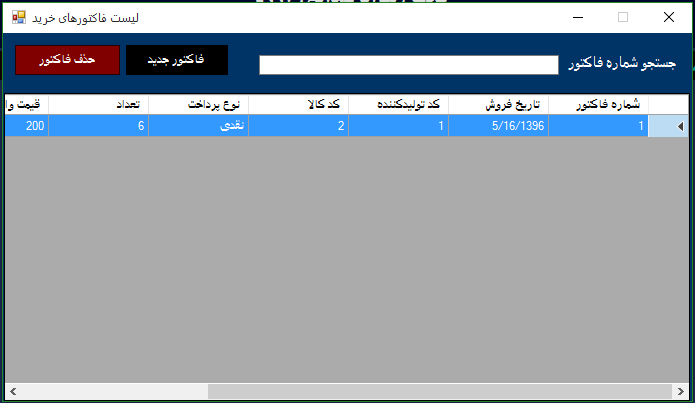 لیست فاکتورهای خرید
جستجو شماره فاکتور
فاکتور جدید
حذف فاکتور
شماره فاکتور تاریخ فروش کد تولیدکننده کد کالا نوع پرداخت تعداد قیمت وا
1 5/16/1396 1 2 نقدی 6 200